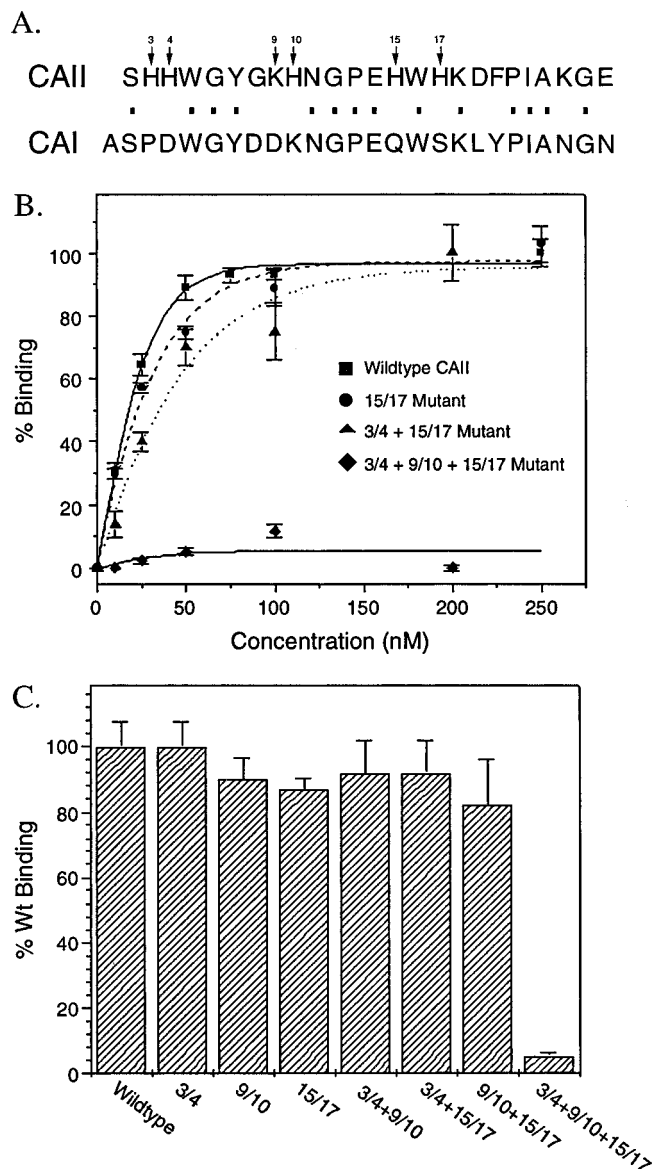 A.
3 4 9 10 15 17
CAII SHHWGYGKHNGPEHWHKDFPIAKGE
CAI ASPDWGYDDKNGPEQWSKLYPIANGN
B.
% Binding
100
80
60
40
20
0
Wildtype CAII
15/17 Mutant
3/4 + 15/17 Mutant
3/4 + 9/10 + 15/17 Mutant
0 50 100 150 200 250
Concentration (nM)
C.
% Wt Binding
100
80
60
40
20
0
Wildtype
3/4
9/10
15/17
3/4+9/10
3/4+15/17
9/10+15/17
3/4+9/10+15/17